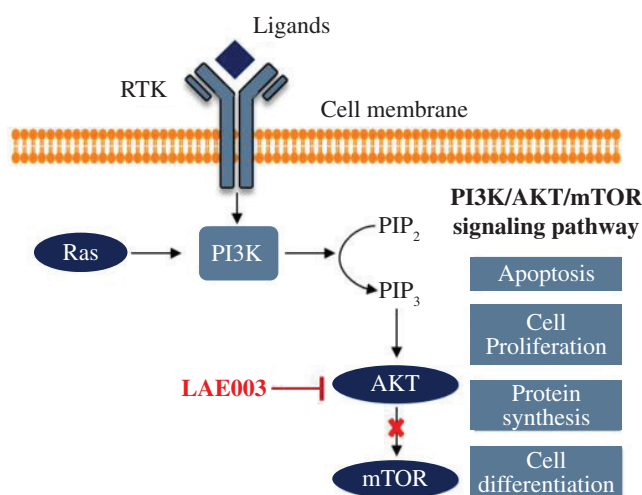 Ligands
RTK
Cell membrane
PI3K/AKT/mTOR
signaling pathway
Ras
PI3K
PIP2
PIP3
Apoptosis
Cell
Proliferation
LAE003
AKT
Protein
synthesis
mTOR
Cell
differentiation